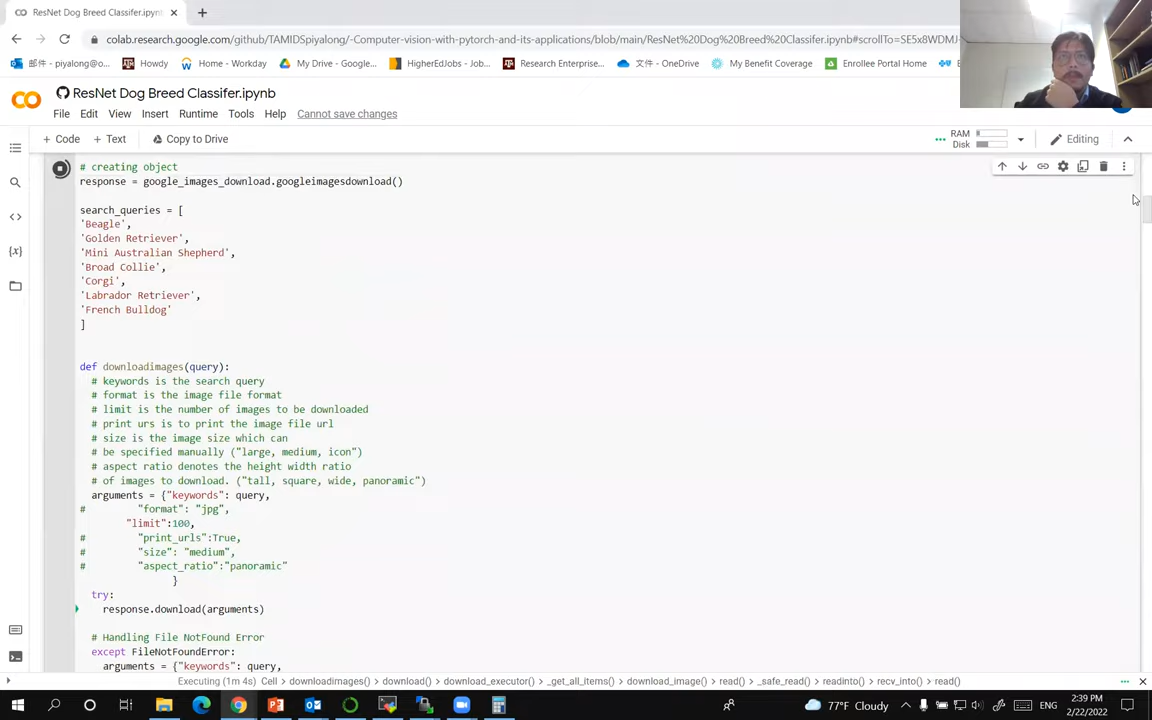 ResNet Dog Breed Classifer.ipynb
colab.research.google.com/github/TAMIDSpiyalong/-Computer-vision-with-pytorch-and-its-applications/blob/main/ResNet%20Dog%20Breed%20Classifer.ipynb#scrollTo=SE5x8WDMJ-
邮件 - piyalong@o...
Howdy
Home - Workday
My Drive - Google...
HigherEdJobs - Job...
Research Enterprise...
文件 - OneDrive
My Benefit Coverage
Enrollee Portal Home
ResNet Dog Breed Classifer.ipynb
File Edit View Insert Runtime Tools Help Cannot save changes
+ Code + Text Copy to Drive
RAM
Disk
Editing
# creating object
response = google_images_download.googleimagesdownload()
search_queries = [
'Beagle',
'Golden Retriever',
'Mini Australian Shepherd',
'Broad Collie',
'Corgi',
'Labrador Retriever',
'French Bulldog'
]
def downloadimages(query):
# keywords is the search query
# format is the image file format
# limit is the number of images to be downloaded
# print urs is to print the image file url
# size is the image size which can
# be specified manually ("large, medium, icon")
# aspect ratio denotes the height width ratio
# of images to download. ("tall, square, wide, panoramic")
arguments = {"keywords": query,
# "format": "jpg",
"limit":100,
# "print_urls":True,
# "size": "medium",
# "aspect_ratio":"panoramic"
}
try:
response.download(arguments)
# Handling File NotFound Error
except FileNotFoundError:
arguments = {"keywords": query,
Executing (1m 4s) Cell > downloadimages() > download() > download_executor() > _get_all_items() > download_image() > read() > _safe_read() > readinto() > recv_into() > read()
77°F Cloudy
ENG
2:39 PM
2/22/2022